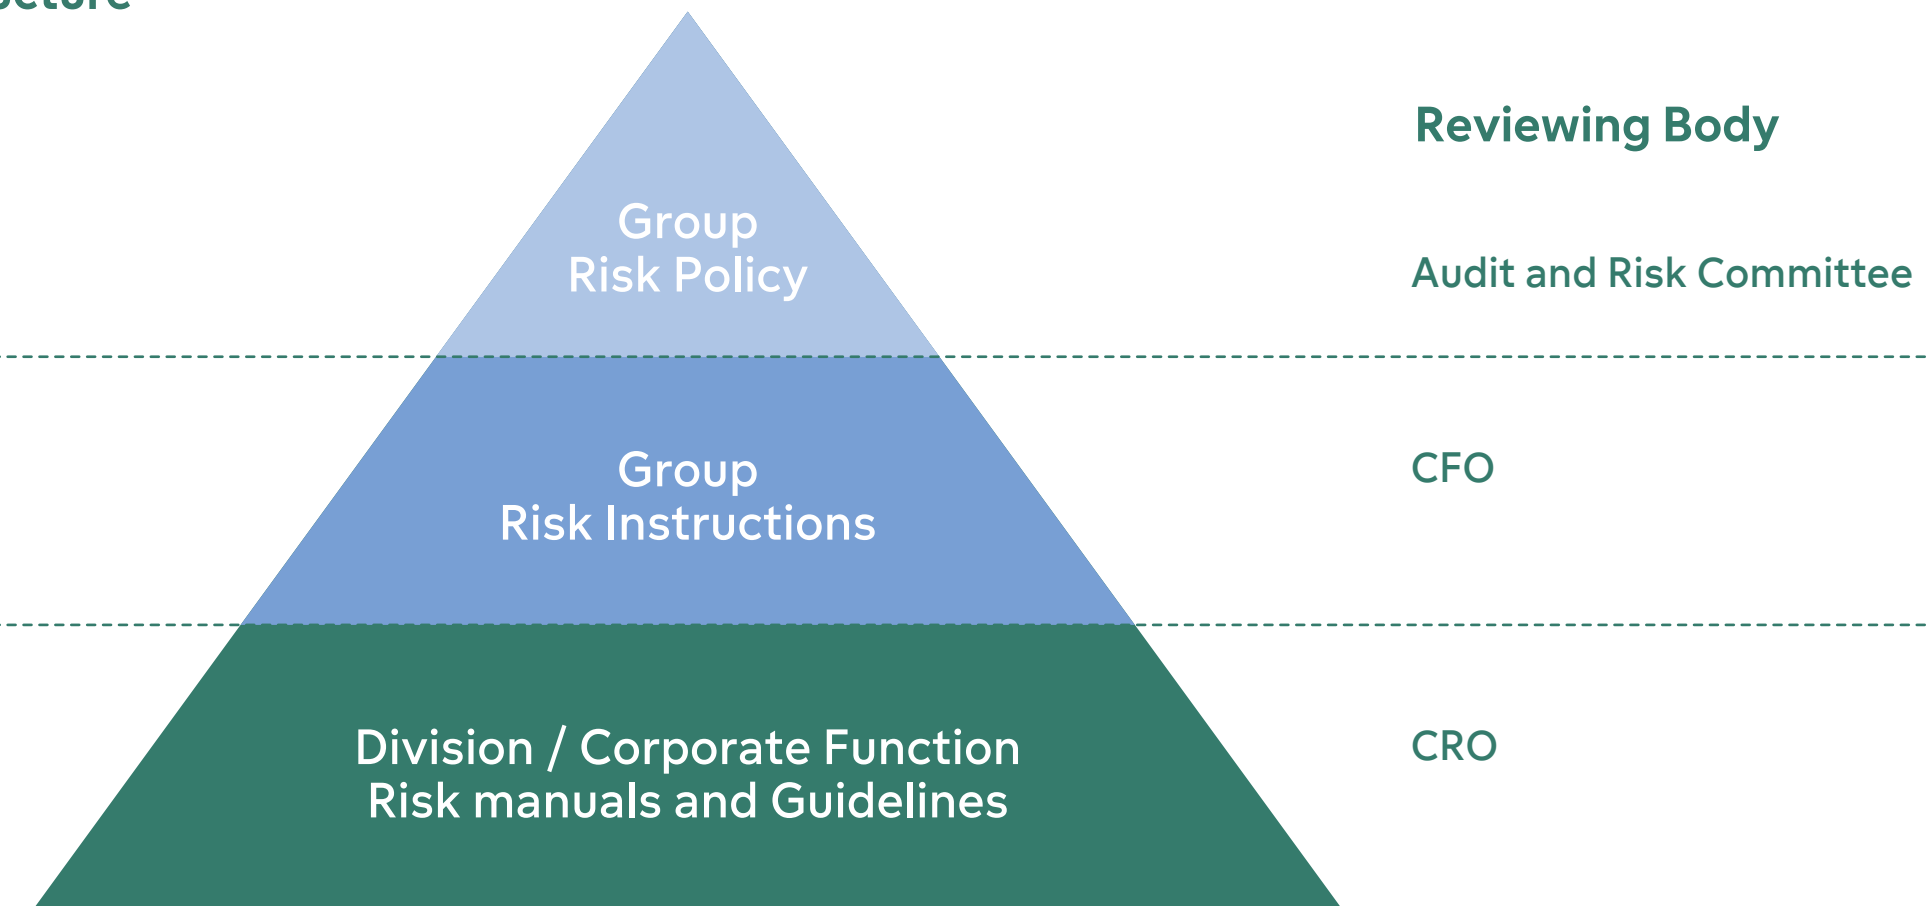 Reviewing Body
Group
Risk Policy
Audit and Risk Committee
Group
Risk Instructions
CFO
Division / Corporate Function
Risk manuals and Guidelines
CRO